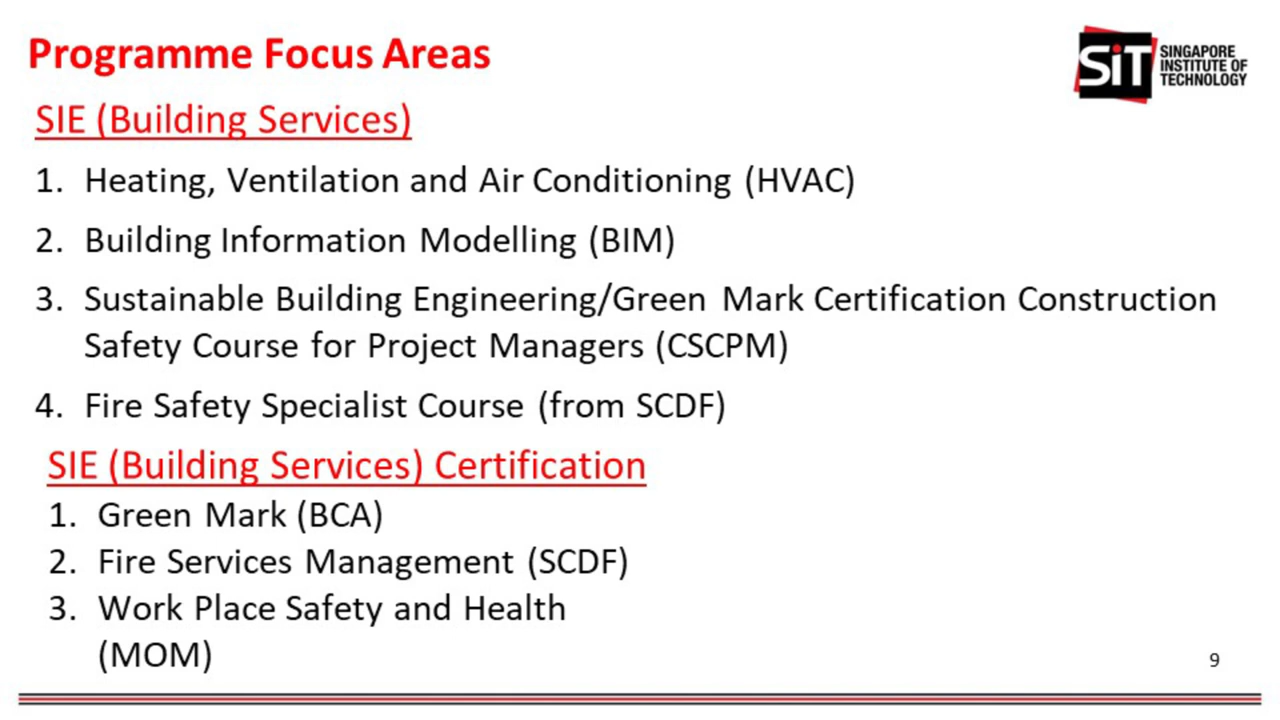 Programme Focus Areas
SiT SINGAPORE
INSTITUTE OF
TECHNOLOGY
SIE (Building Services)
1. Heating, Ventilation and Air Conditioning (HVAC)
2. Building Information Modelling (BIM)
3. Sustainable Building Engineering/Green Mark Certification Construction
Safety Course for Project Managers (CSCPM)
4. Fire Safety Specialist Course (from SCDF)
SIE (Building Services) Certification
1. Green Mark (BCA)
2. Fire Services Management (SCDF)
3. Work Place Safety and Health
(MOM)
9